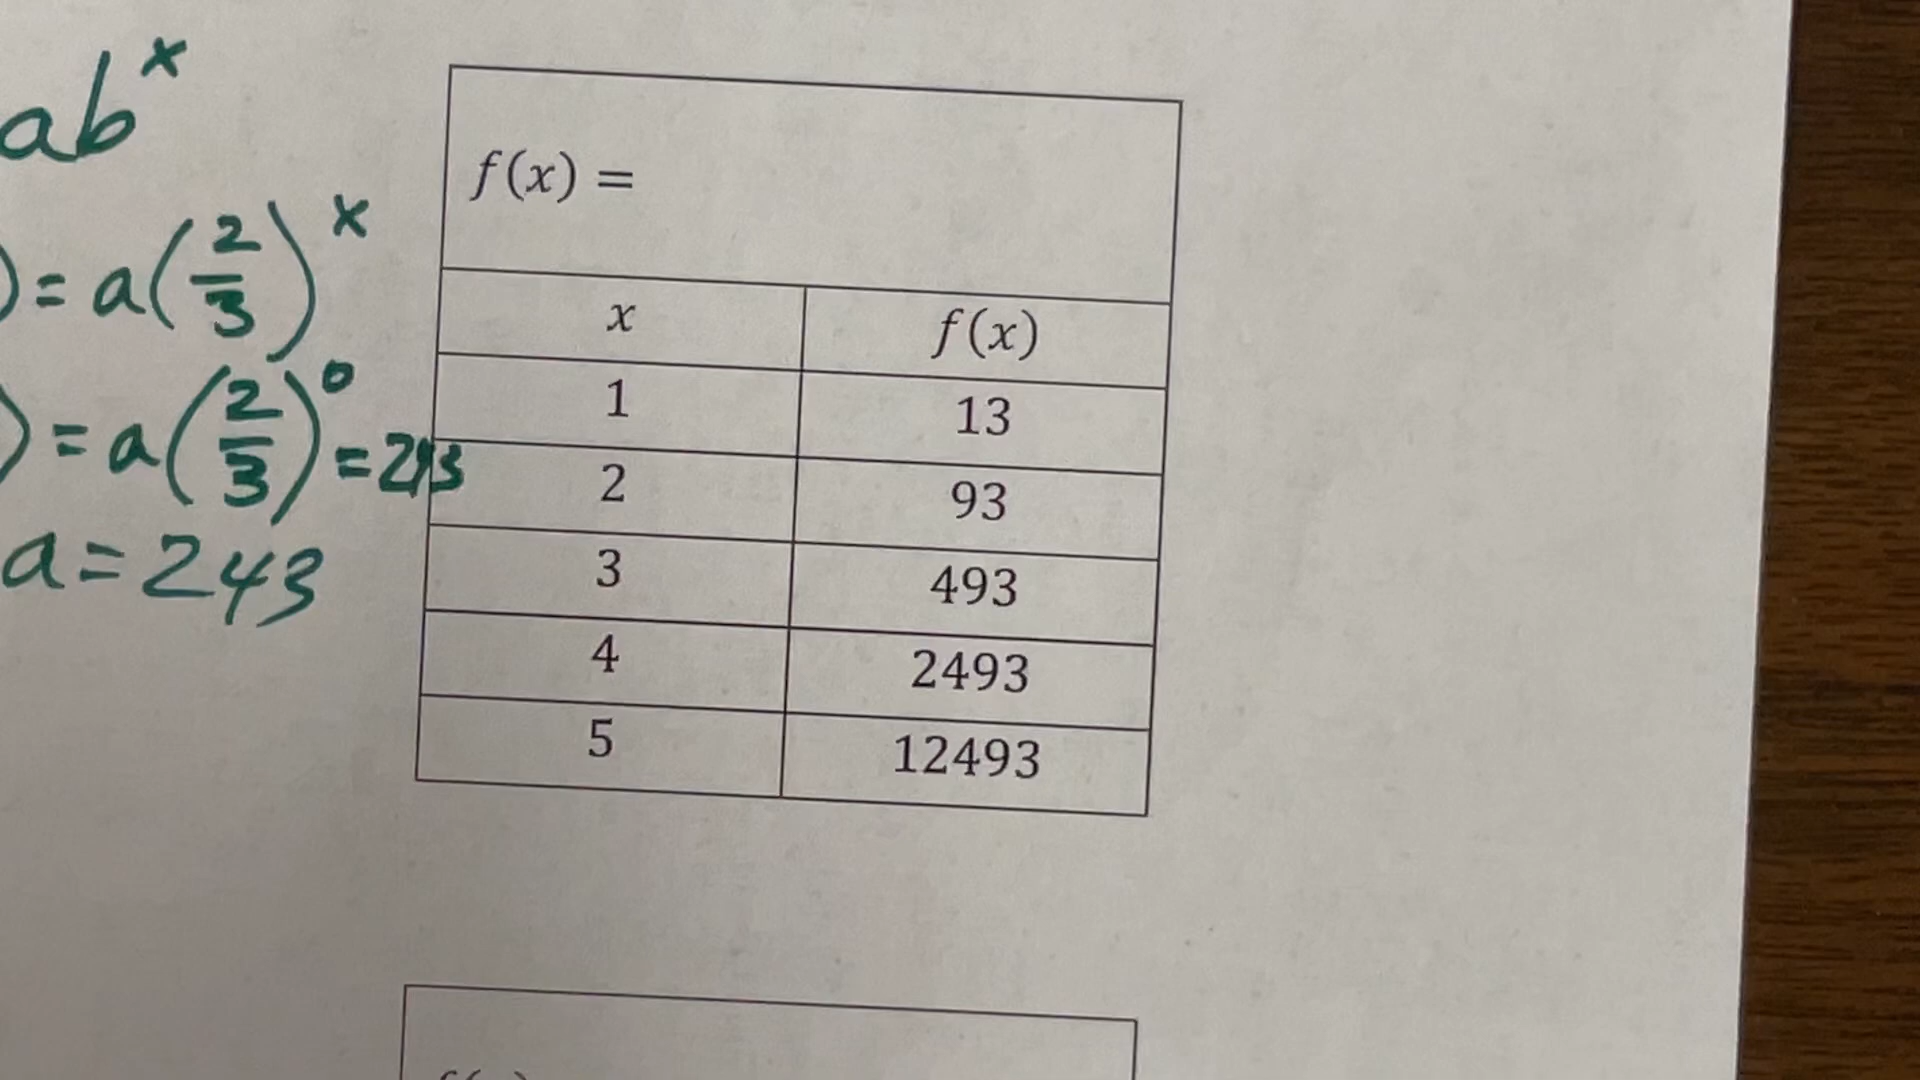 ab^x
) = a(2/3)^x
) = a(2/3)^0 = 243
a = 243
f(x) =
x f(x)
1 13
2 93
3 493
4 2493
5 12493